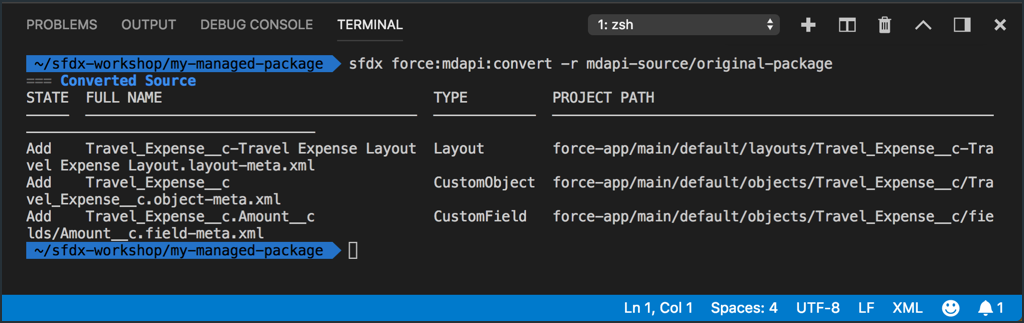 PROBLEMS OUTPUT DEBUG CONSOLE TERMINAL 1: zsh
~/sfdx-workshop/my-managed-package sfdx force:mdapi:convert -r mdapi-source/original-package
=== Converted Source
STATE FULL NAME TYPE PROJECT PATH
Add Travel_Expense__c-Travel Expense Layout Layout force-app/main/default/layouts/Travel_Expense__c-Tra
vel Expense Layout.layout-meta.xml
Add Travel_Expense__c CustomObject force-app/main/default/objects/Travel_Expense__c/Tra
vel_Expense__c.object-meta.xml
Add Travel_Expense__c.Amount__c CustomField force-app/main/default/objects/Travel_Expense__c/fie
lds/Amount__c.field-meta.xml
~/sfdx-workshop/my-managed-package
Ln 1, Col 1 Spaces: 4 UTF-8 LF XML 1